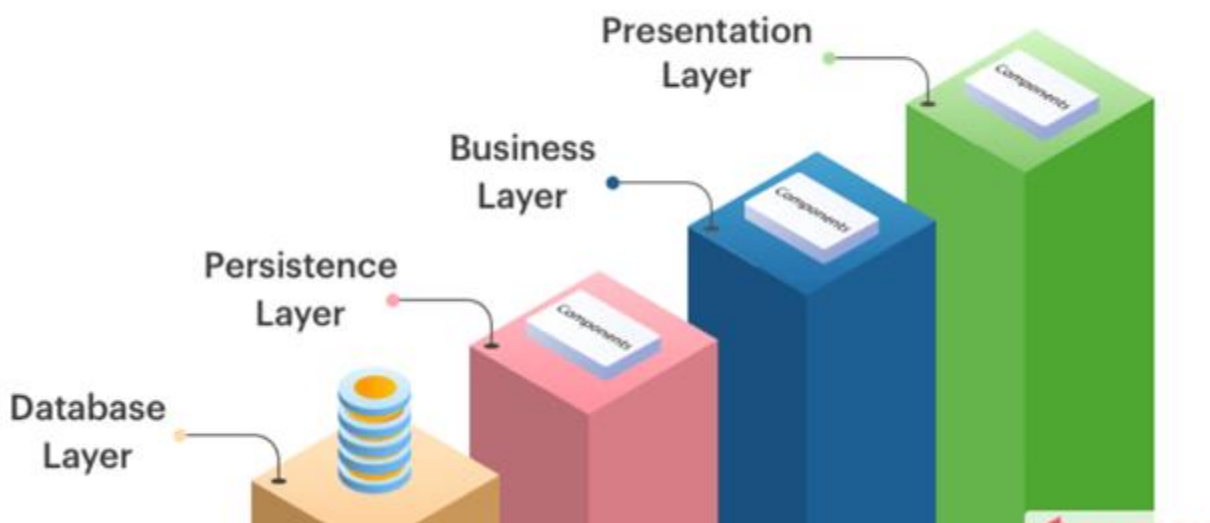 Presentation
Layer
Components
Business
Layer
Components
Persistence
Layer
Components
Database
Layer